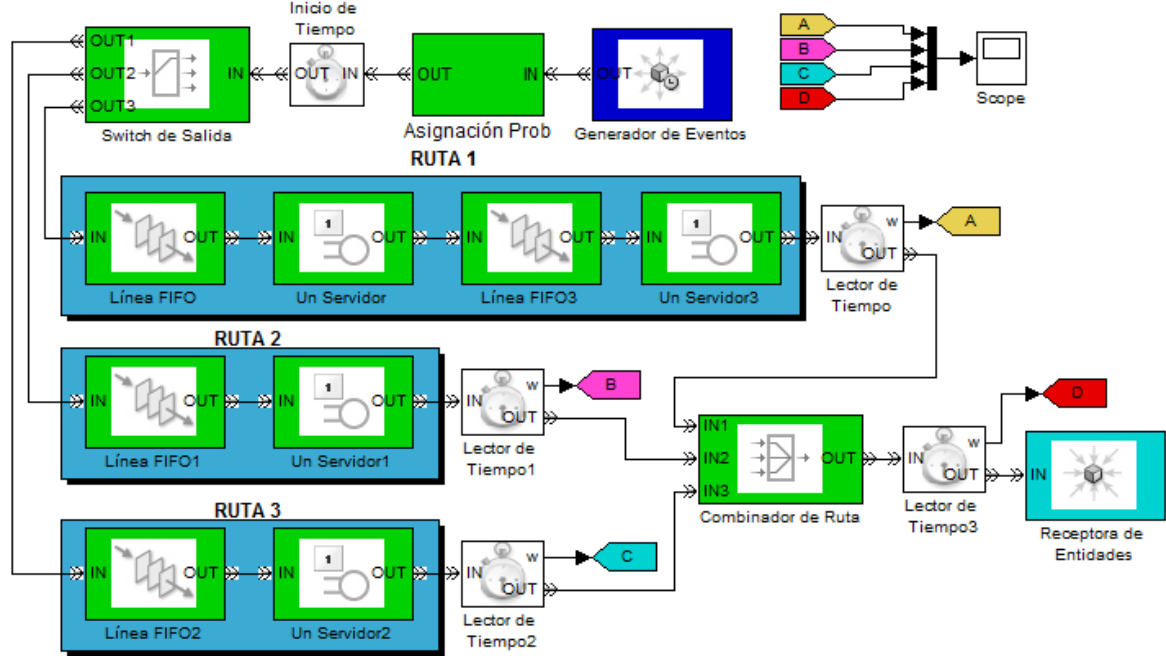 Inicio de
Tiempo
OUT1
OUT2
OUT3
IN
OUT IN
OUT
IN
OUT
Switch de Salida
Asignación Prob
Generador de Eventos
A
B
C
D
Scope
RUTA 1
IN OUT
IN OUT
IN OUT
IN OUT
1
1
Línea FIFO
Un Servidor
Línea FIFO3
Un Servidor3
IN
w
OUT
Lector de
Tiempo
A
RUTA 2
IN OUT
IN OUT
1
Línea FIFO1
Un Servidor1
IN
w
OUT
Lector de
Tiempo1
B
IN1
IN2
IN3
OUT
Combinador de Ruta
IN
w
OUT
Lector de
Tiempo3
D
IN
Receptora de
Entidades
RUTA 3
IN OUT
IN OUT
1
Línea FIFO2
Un Servidor2
IN
w
OUT
Lector de
Tiempo2
C